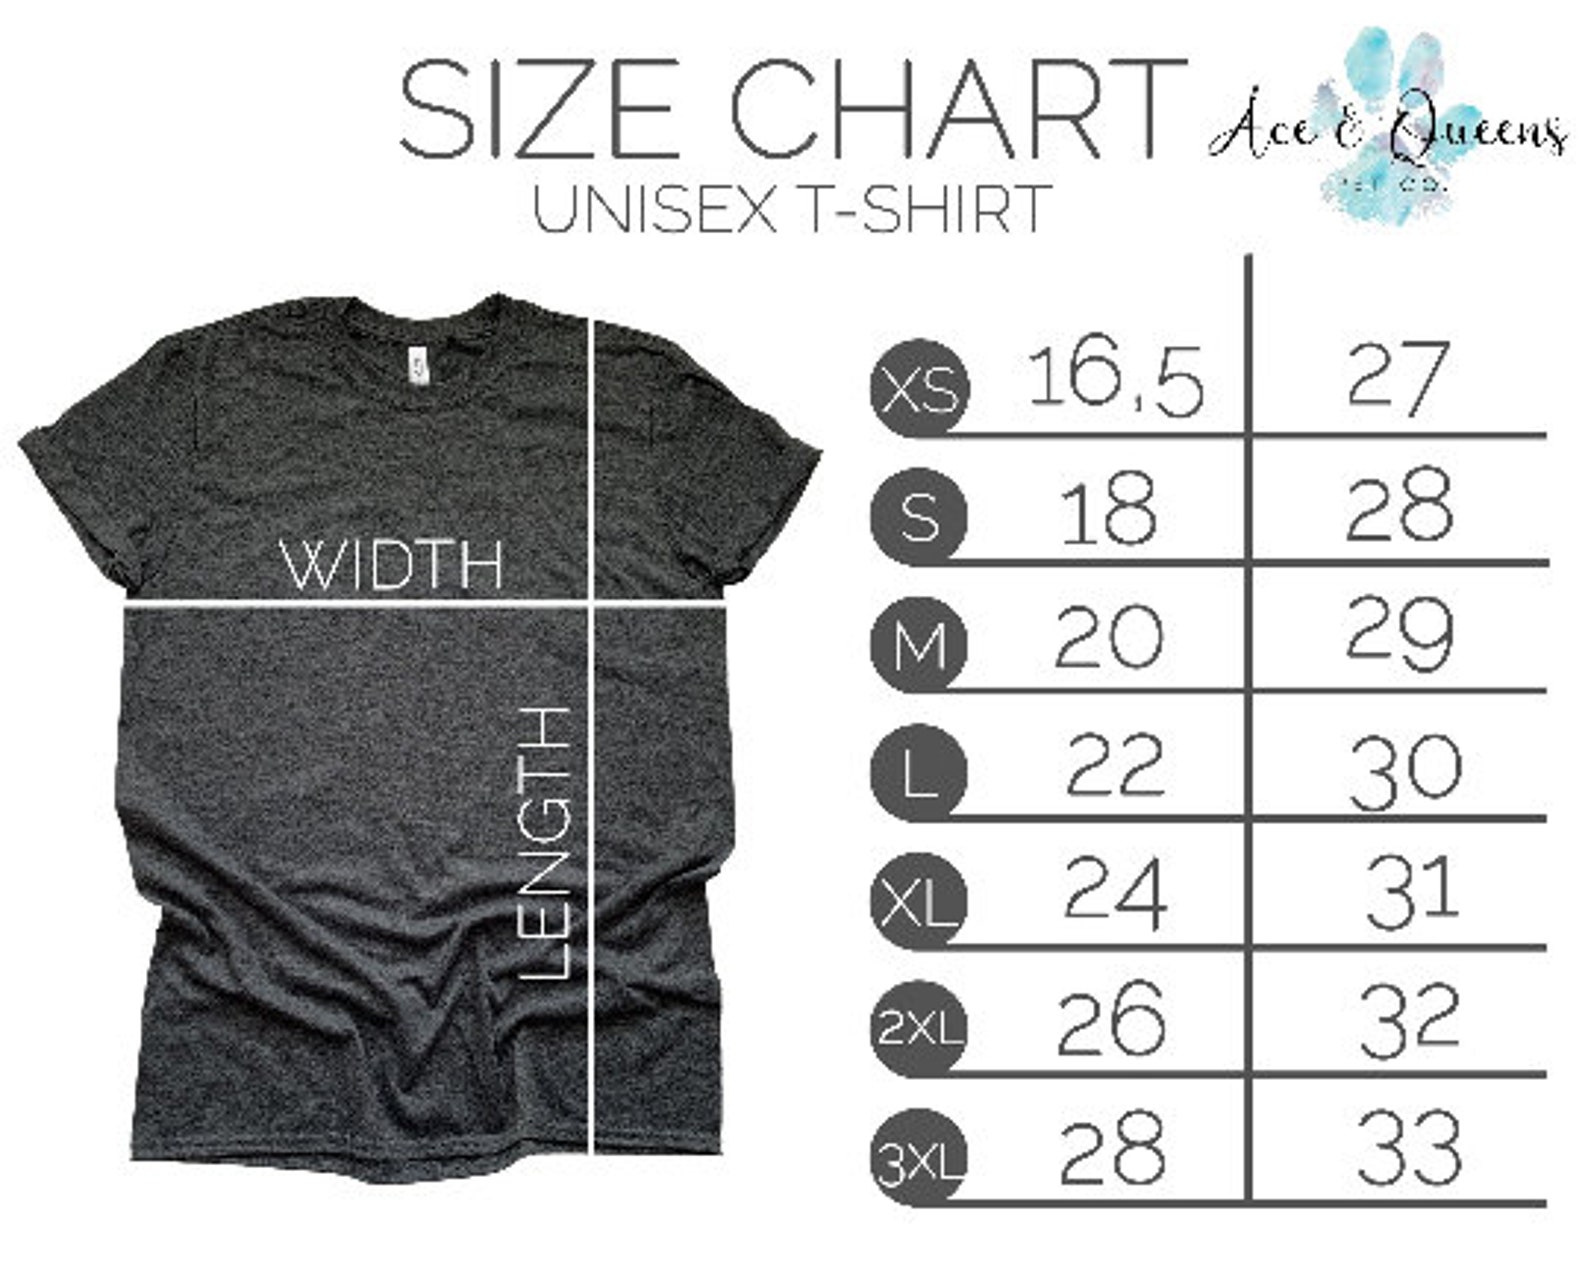 SIZE CHART
UNISEX T-SHIRT
Ace & Queens
CO.
WIDTH
LENGTH
XS 16.5 27
S 18 28
M 20 29
L 22 30
XL 24 31
2XL 26 32
3XL 28 33